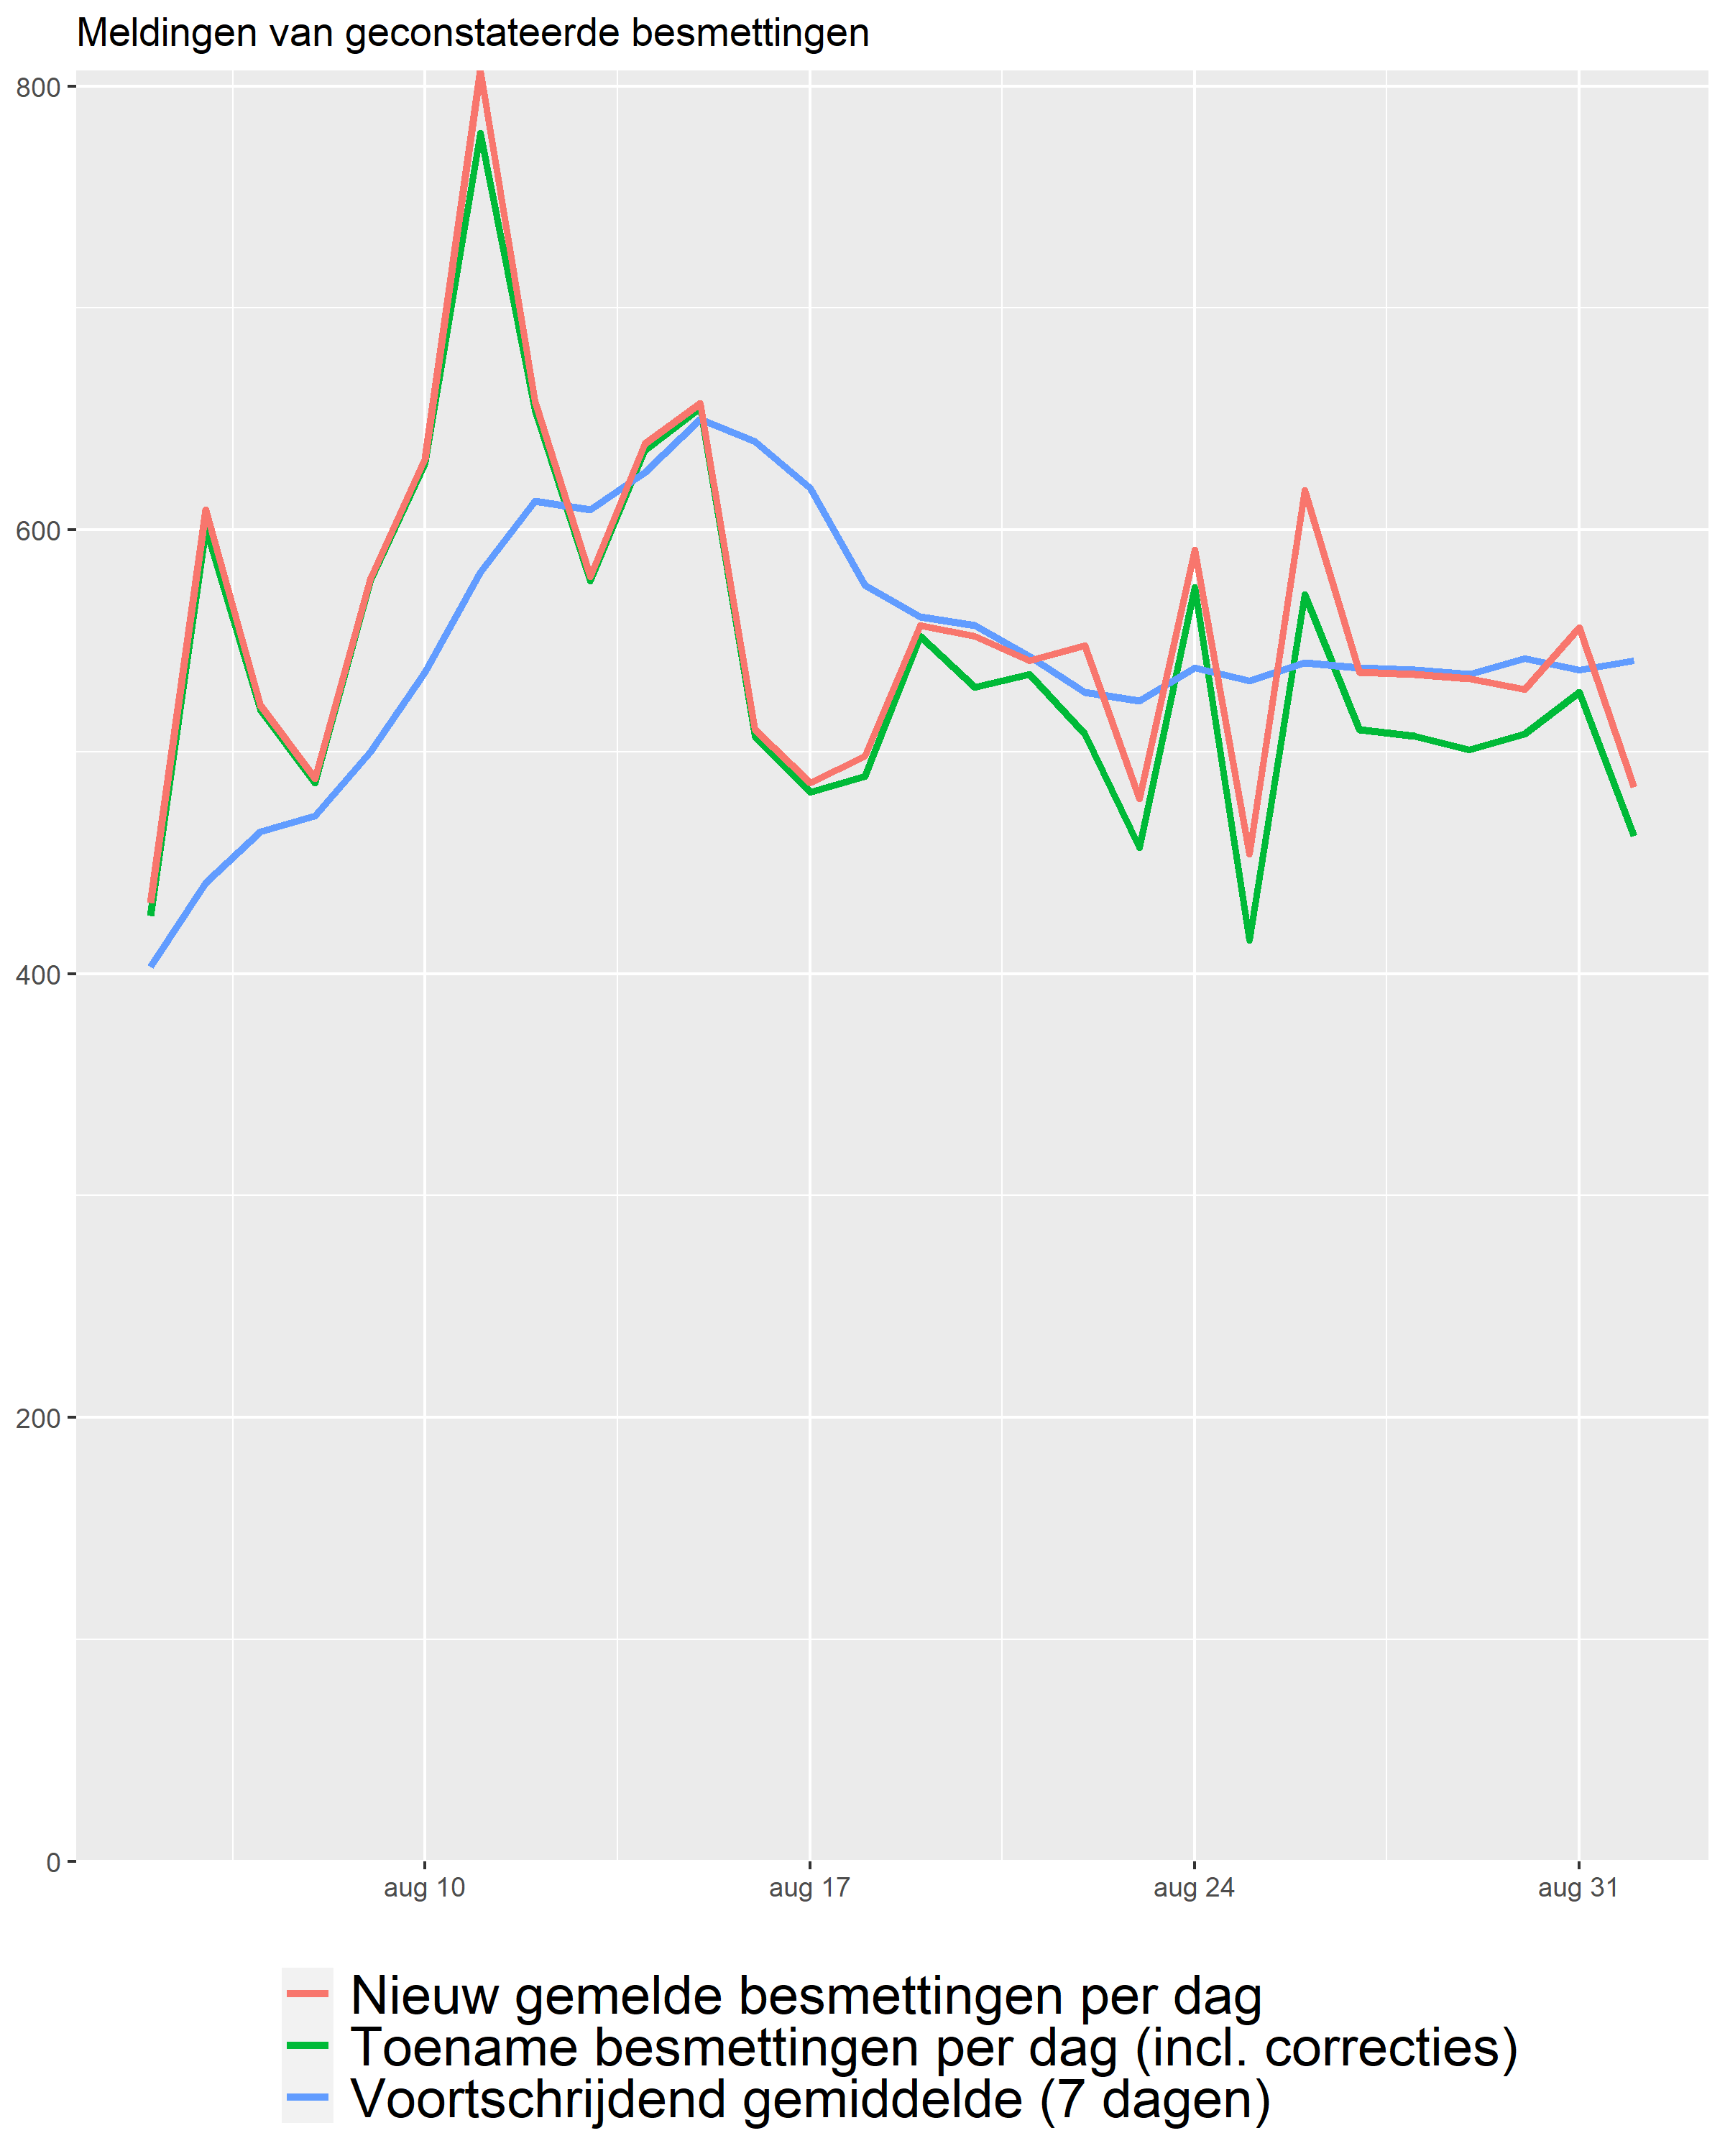 Meldingen van geconstateerde besmettingen
800
600
400
200
0
aug 10 aug 17 aug 24 aug 31
Nieuw gemelde besmettingen per dag
Toename besmettingen per dag (incl. correcties)
Voortschrijdend gemiddelde (7 dagen)